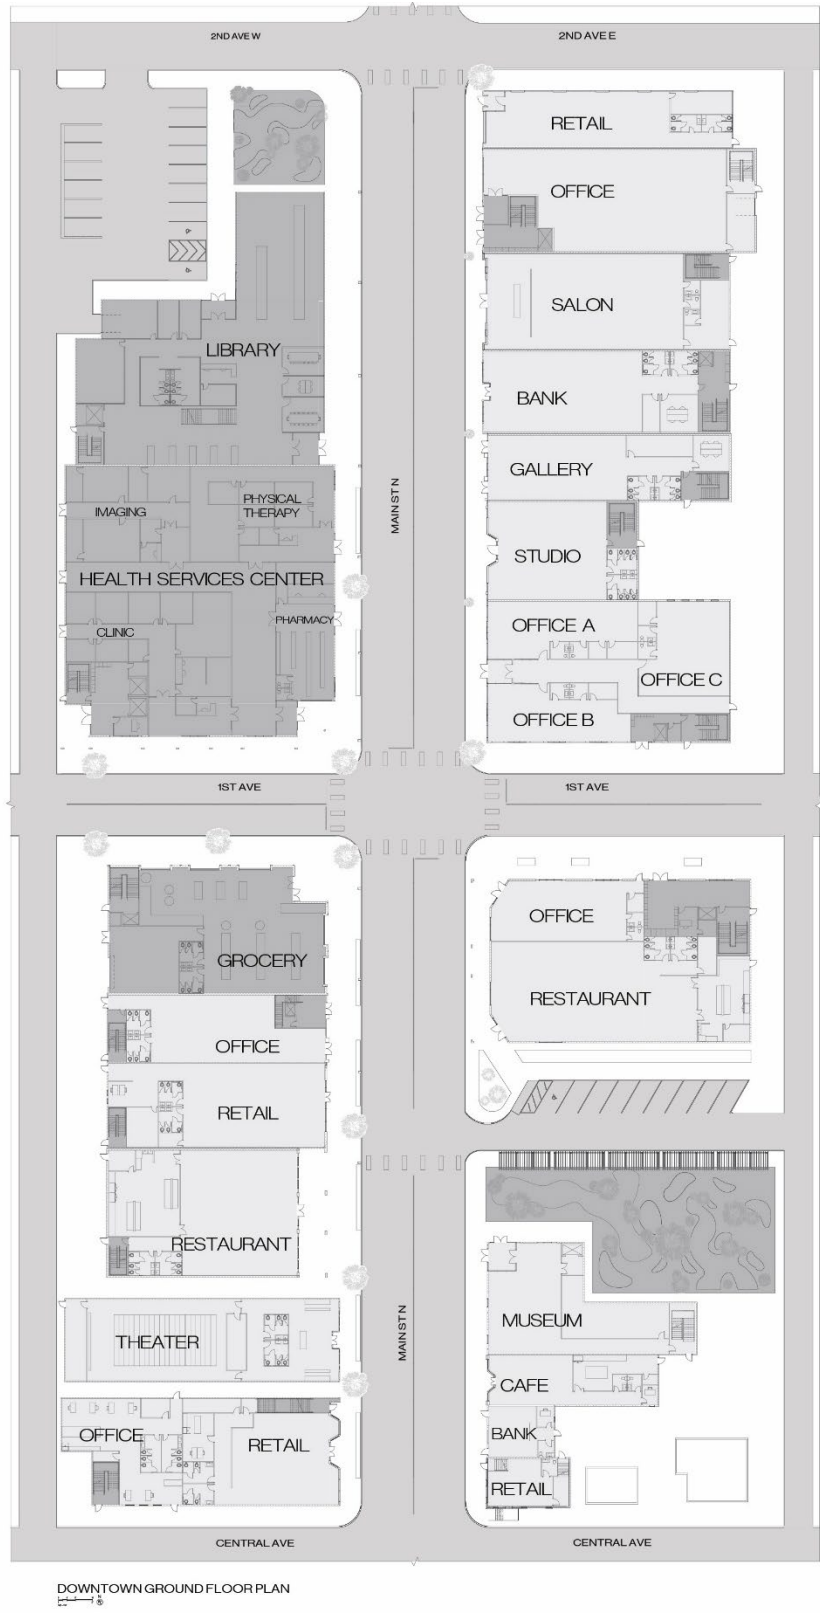 2ND AVE W
2ND AVE E
RETAIL
OFFICE
SALON
LIBRARY
BANK
GALLERY
MAIN ST N
IMAGING
PHYSICAL
THERAPY
STUDIO
HEALTH SERVICES CENTER
PHARMACY
CLINIC
OFFICE A
OFFICE C
OFFICE B
1ST AVE
1ST AVE
OFFICE
GROCERY
RESTAURANT
OFFICE
RETAIL
RESTAURANT
MAIN ST N
MUSEUM
THEATER
CAFE
OFFICE
RETAIL
BANK
RETAIL
CENTRAL AVE
CENTRAL AVE
DOWNTOWN GROUND FLOOR PLAN